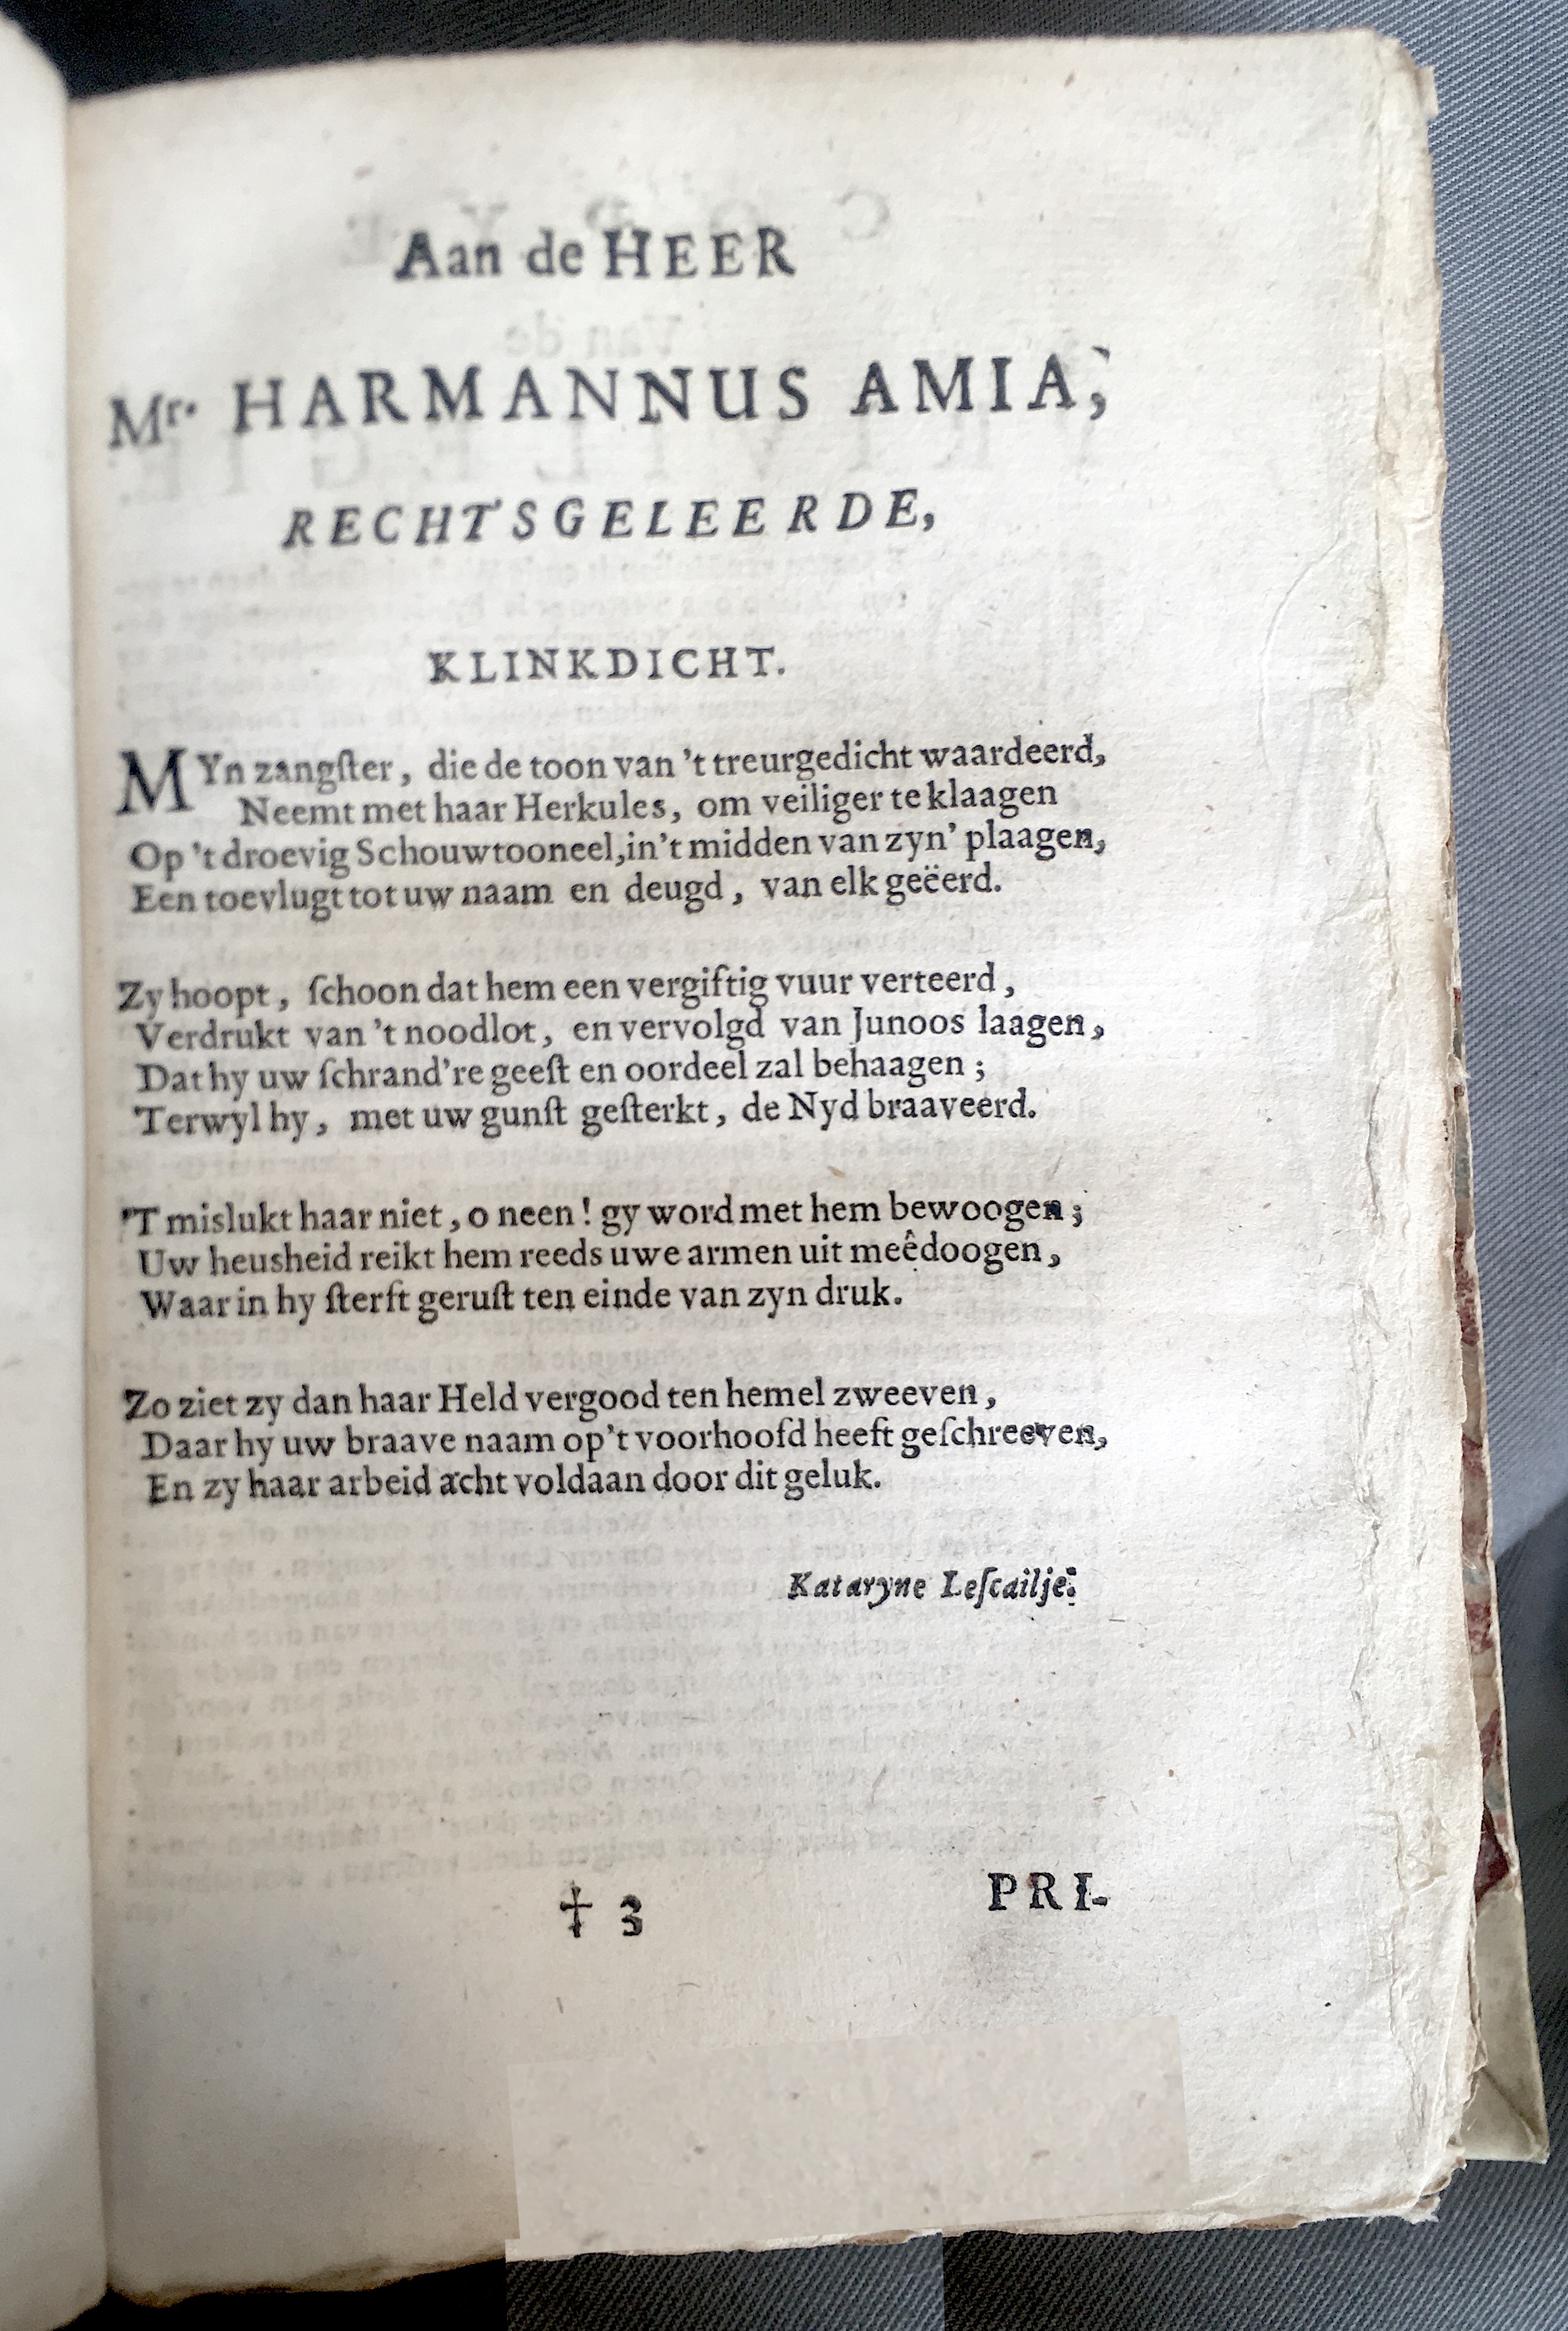 Aan de HEER
Mr. HARMANNUS AMIA,
RECHTSGELEERDE,
KLINKDICHT.
MYn zangſter, die de toon van 't treurgedicht waardeerd,
Neemt met haar Herkules, om veiliger te klaagen
Op 't droevig Schouwtooneel, in't midden van zyn' plaagen,
Een toevlugt tot uw naam en deugd, van elk geëerd.
Zy hoopt, ſchoon dat hem een vergiftig vuur verteerd,
Verdrukt van 't noodlot, en vervolgd van Junoos laagen,
Dat hy uw ſchrand're geeſt en oordeel zal behaagen;
Terwyl hy, met uw gunſt geſterkt, de Nyd braaveerd.
'T mislukt haar niet, o neen! gy word met hem bewoogen;
Uw heusheid reikt hem reeds uwe armen uit meêdoogen,
Waar in hy ſterft geruſt ten einde van zyn druk.
Zo ziet zy dan haar Held vergood ten hemel zweeven,
Daar hy uw braave naam op't voorhoofd heeft geſchreeven,
En zy haar arbeid acht voldaan door dit geluk.
Kataryne Leſcailje.
† 3
PRI-